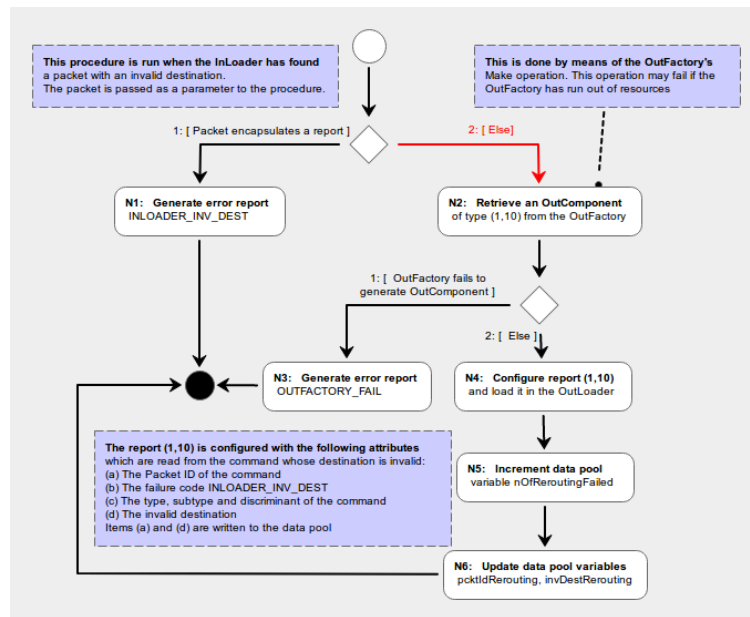 This procedure is run when the InLoader has found
a packet with an invalid destination.
The packet is passed as a parameter to the procedure.
This is done by means of the OutFactory's
Make operation. This operation may fail if the
OutFactory has run out of resources
1: [ Packet encapsulates a report ]
2: [ Else]
N1: Generate error report
INLOADER_INV_DEST
N2: Retrieve an OutComponent
of type (1,10) from the OutFactory
1: [ OutFactory fails to
generate OutComponent ]
2: [ Else ]
N3: Generate error report
OUTFACTORY_FAIL
N4: Configure report (1,10)
and load it in the OutLoader
The report (1,10) is configured with the following attributes
which are read from the command whose destination is invalid:
(a) The Packet ID of the command
(b) The failure code INLOADER_INV_DEST
(c) The type, subtype and discriminant of the command
(d) The invalid destination
Items (a) and (d) are written to the data pool
N5: Increment data pool
variable nOfReroutingFailed
N6: Update data pool variables
pcktIdRerouting, invDestRerouting